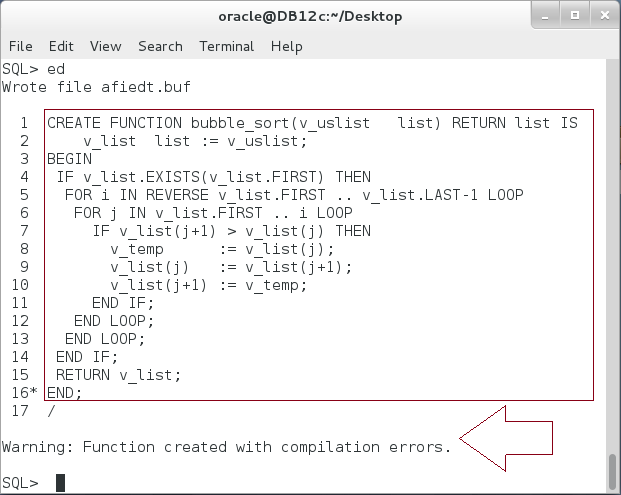 oracle@DB12c:~/Desktop
File Edit View Search Terminal Help
SQL> ed
Wrote file afiedt.buf
1 CREATE FUNCTION bubble_sort(v_uslist   list) RETURN list IS
2     v_list  list := v_uslist;
3 BEGIN
4  IF v_list.EXISTS(v_list.FIRST) THEN
5   FOR i IN REVERSE v_list.FIRST .. v_list.LAST-1 LOOP
6    FOR j IN v_list.FIRST .. i LOOP
7      IF v_list(j+1) > v_list(j) THEN
8        v_temp      := v_list(j);
9        v_list(j)   := v_list(j+1);
10        v_list(j+1) := v_temp;
11      END IF;
12    END LOOP;
13   END LOOP;
14  END IF;
15  RETURN v_list;
16* END;
17 /
Warning: Function created with compilation errors.
SQL>